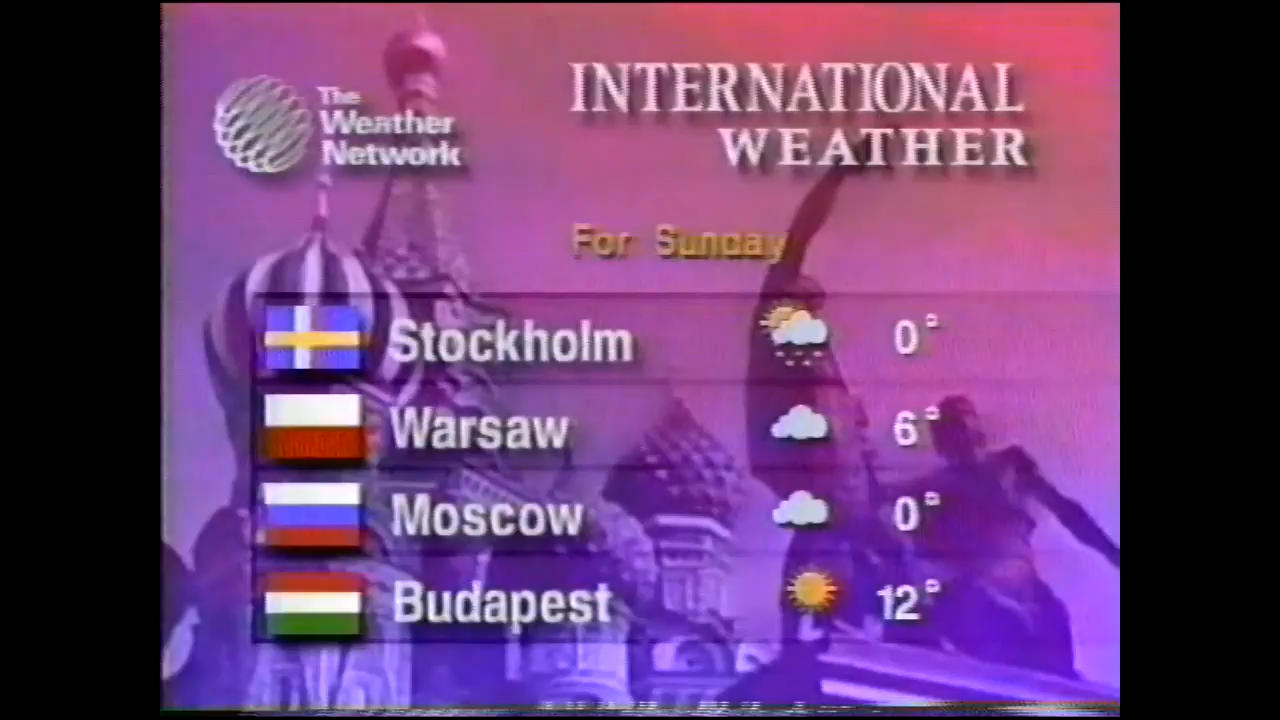 The
Weather
Network
INTERNATIONAL
WEATHER
For Sunday
Stockholm 0°
Warsaw 6°
Moscow 0°
Budapest 12°